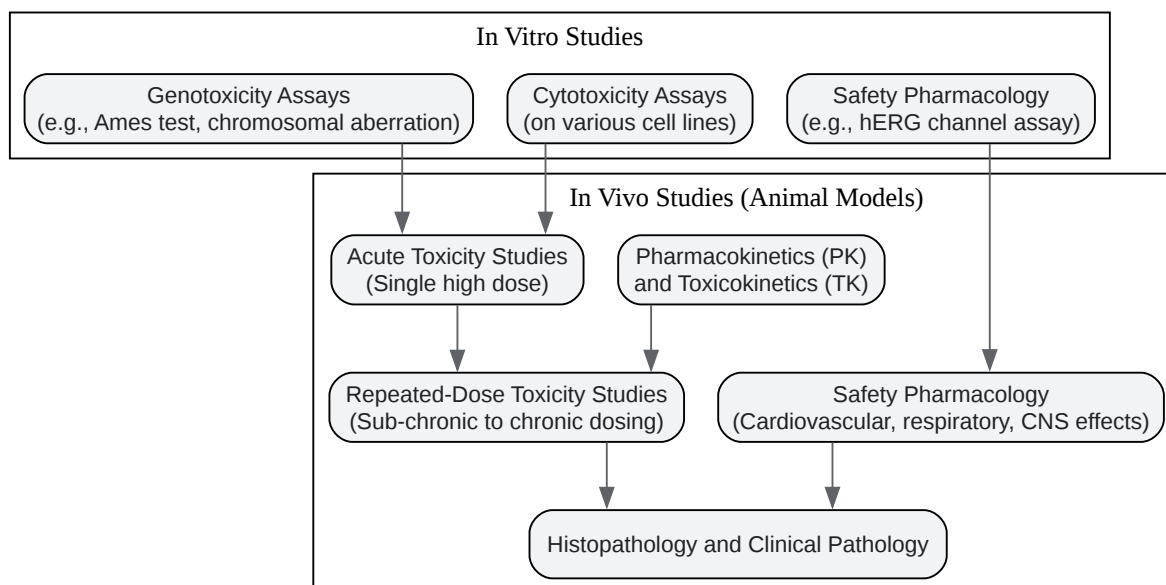 In Vitro Studies
Genotoxicity Assays
(e.g., Ames test, chromosomal aberration)
Cytotoxicity Assays
(on various cell lines)
Safety Pharmacology
(e.g., hERG channel assay)
In Vivo Studies (Animal Models)
Acute Toxicity Studies
(Single high dose)
Pharmacokinetics (PK)
and Toxicokinetics (TK)
Repeated-Dose Toxicity Studies
(Sub-chronic to chronic dosing)
Safety Pharmacology
(Cardiovascular, respiratory, CNS effects)
Histopathology and Clinical Pathology